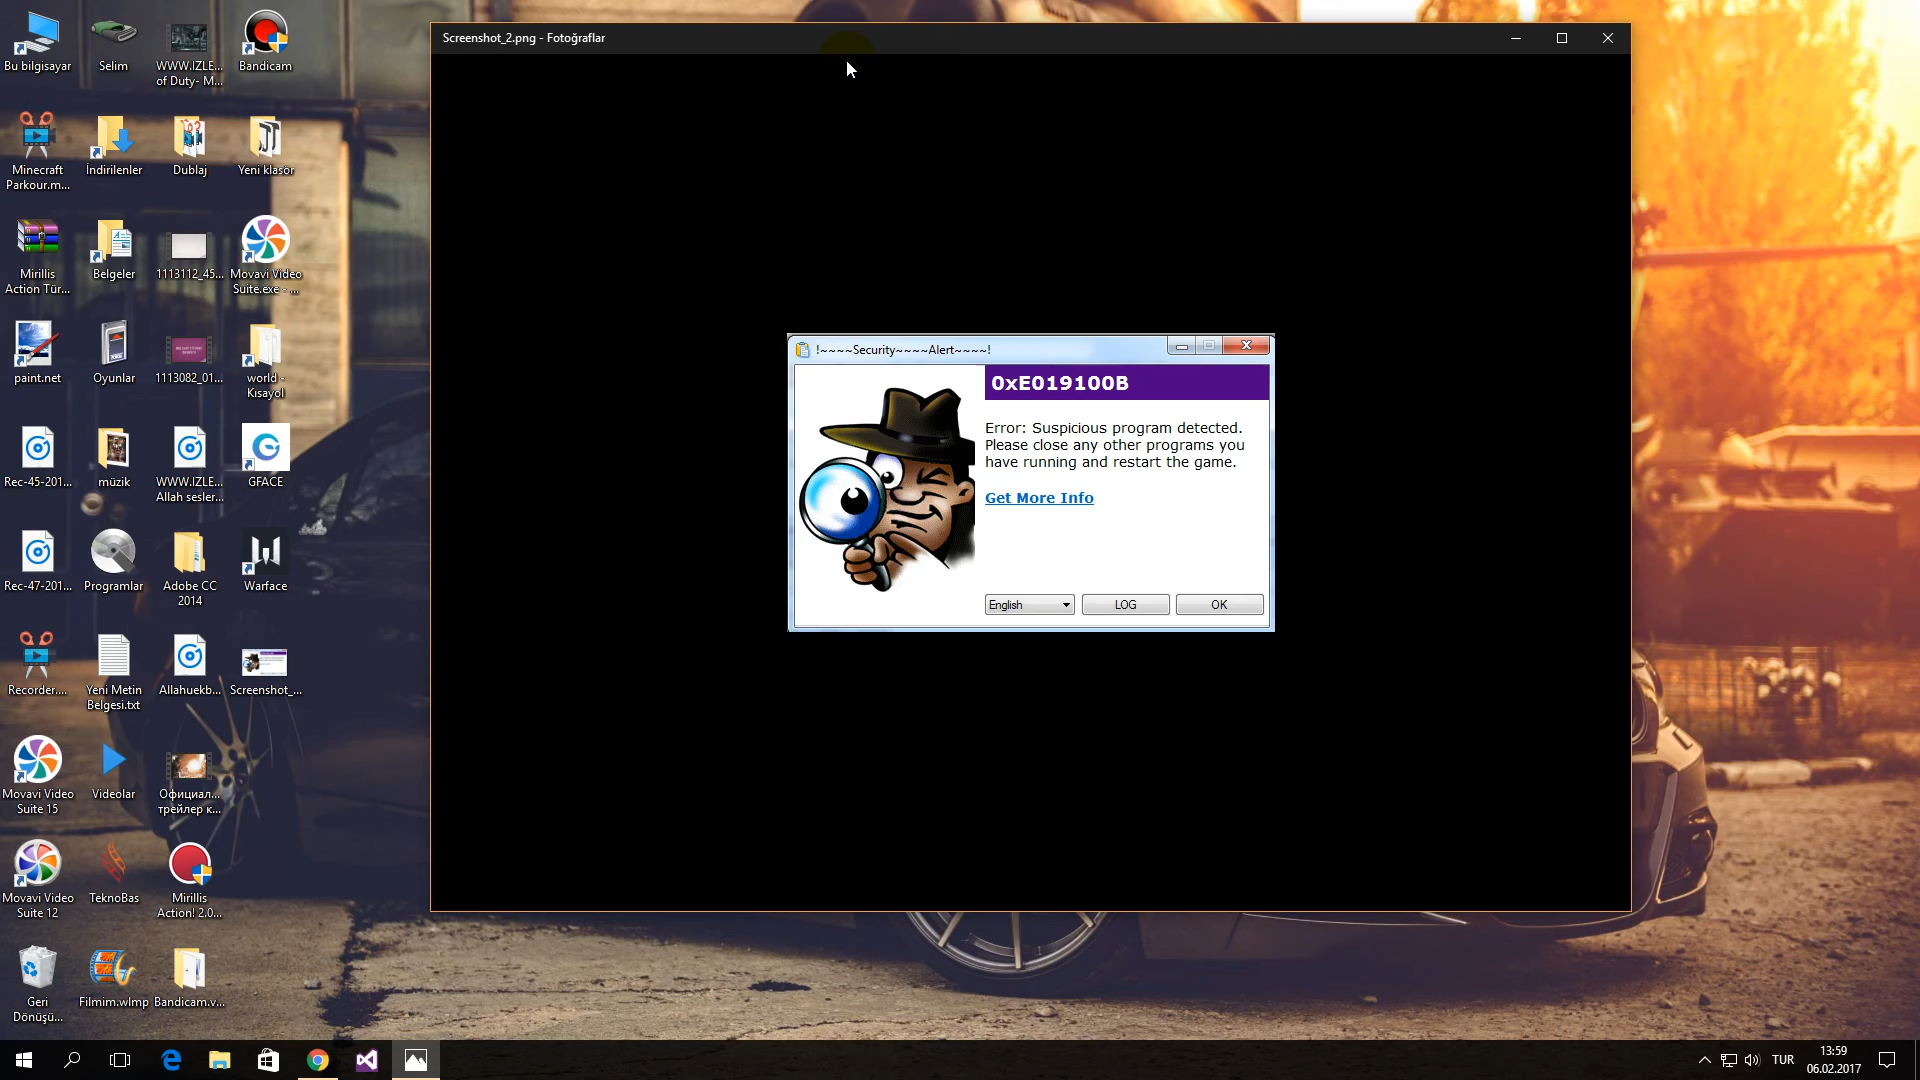 Bu bilgisayar
Selim
WWW.IZLE...
of Duty- M...
Bandicam
Minecraft
Parkour.m...
İndirilenler
Dublaj
Yeni klasör
Mirillis
Action Tür...
Belgeler
1113112_45...
Movavi Video
Suite.exe - ...
paint.net
Oyunlar
1113082_01...
world -
Kısayol
Rec-45-201...
müzik
WWW.IZLE...
Allah sesler...
GFACE
Rec-47-201...
Programlar
Adobe CC
2014
Warface
Recorder....
Yeni Metin
Belgesi.txt
Allahuekb...
Screenshot_...
Movavi Video
Suite 15
Videolar
Официал...
трейлер к...
Movavi Video
Suite 12
TeknoBas
Mirillis
Action! 2.0...
Geri
Dönüşü...
Filmim.wlmp
Bandicam.v...
Screenshot_2.png - Fotoğraflar
!~~~~Security~~~~Alert~~~~!
0xE019100B
Error: Suspicious program detected.
Please close any other programs you
have running and restart the game.
Get More Info
English
LOG
OK
TUR
13:59
06.02.2017